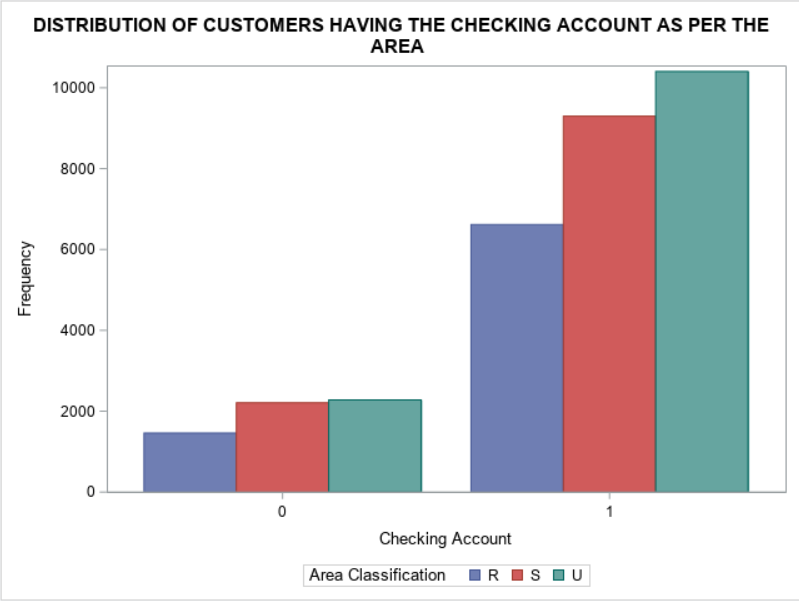 DISTRIBUTION OF CUSTOMERS HAVING THE CHECKING ACCOUNT AS PER THE
AREA
10000
8000
6000
4000
2000
0
Frequency
0 1
Checking Account
Area Classification R S U